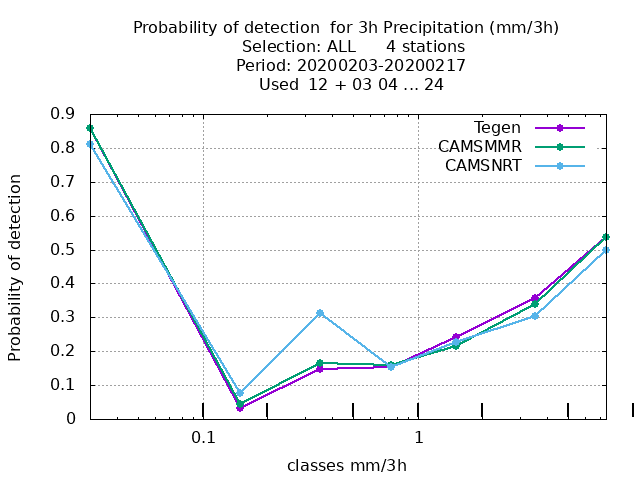 Probability of detection  for 3h Precipitation (mm/3h)
Selection: ALL      4 stations
Period: 20200203-20200217
Used  12 + 03 04 ... 24
Tegen
CAMSMMR
CAMSNRT
Probability of detection
0.9
0.8
0.7
0.6
0.5
0.4
0.3
0.2
0.1
0
0.1
1
classes mm/3h